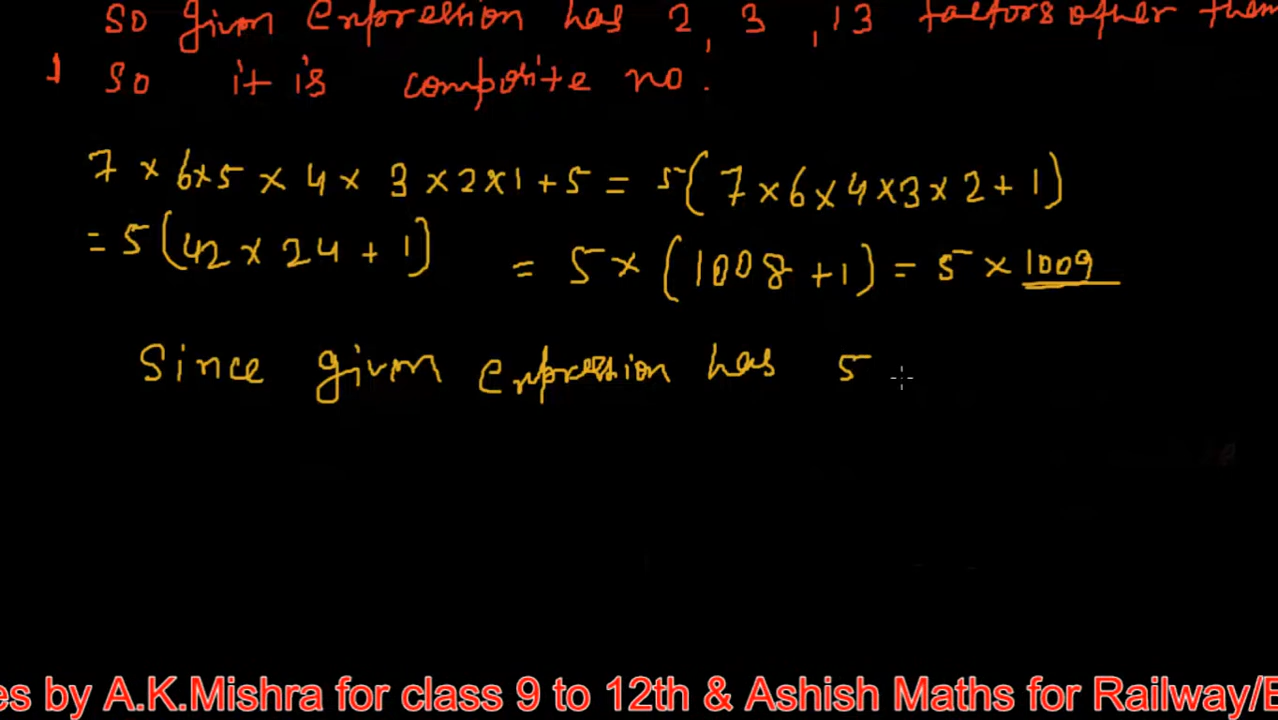 So given expression has 2, 3, 13 factors other them
1 So it is composite no.
7 × 6×5 × 4 × 3 × 2×1 + 5 = 5(7×6×4×3×2 + 1)
= 5(42 × 24 + 1) = 5 × (1008 + 1) = 5 × 1009
Since given expression has 5
es by A.K.Mishra for class 9 to 12th & Ashish Maths for Railway/E